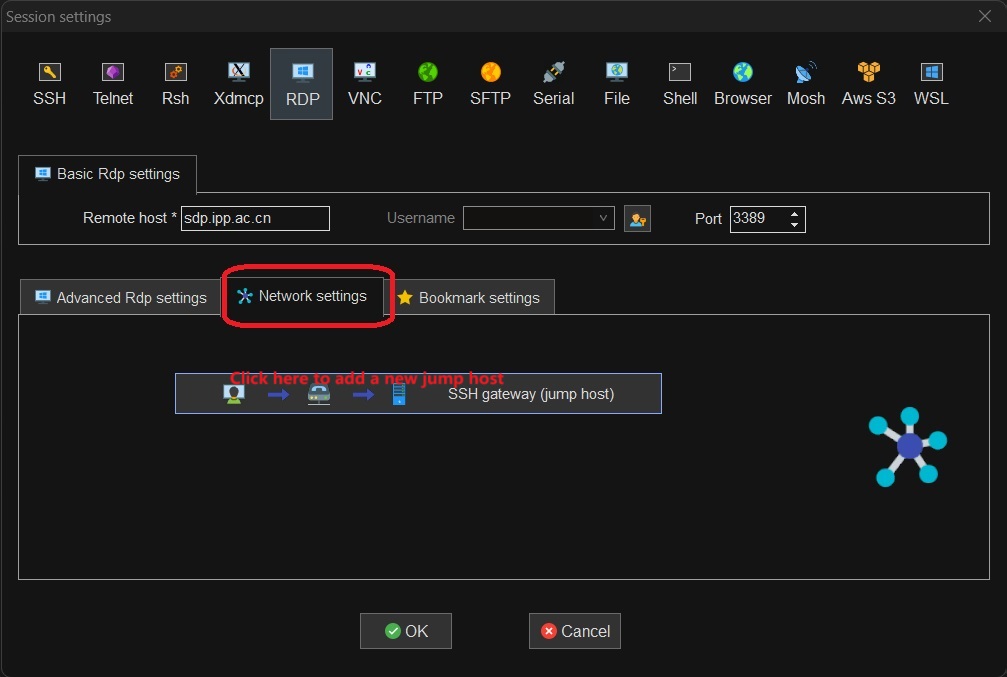 Session settings
SSH Telnet Rsh Xdmcp RDP VNC FTP SFTP Serial File Shell Browser Mosh Aws S3 WSL
Basic Rdp settings
Remote host * sdp.ipp.ac.cn Username Port 3389
Advanced Rdp settings Network settings Bookmark settings
Click here to add a new jump host
SSH gateway (jump host)
OK Cancel